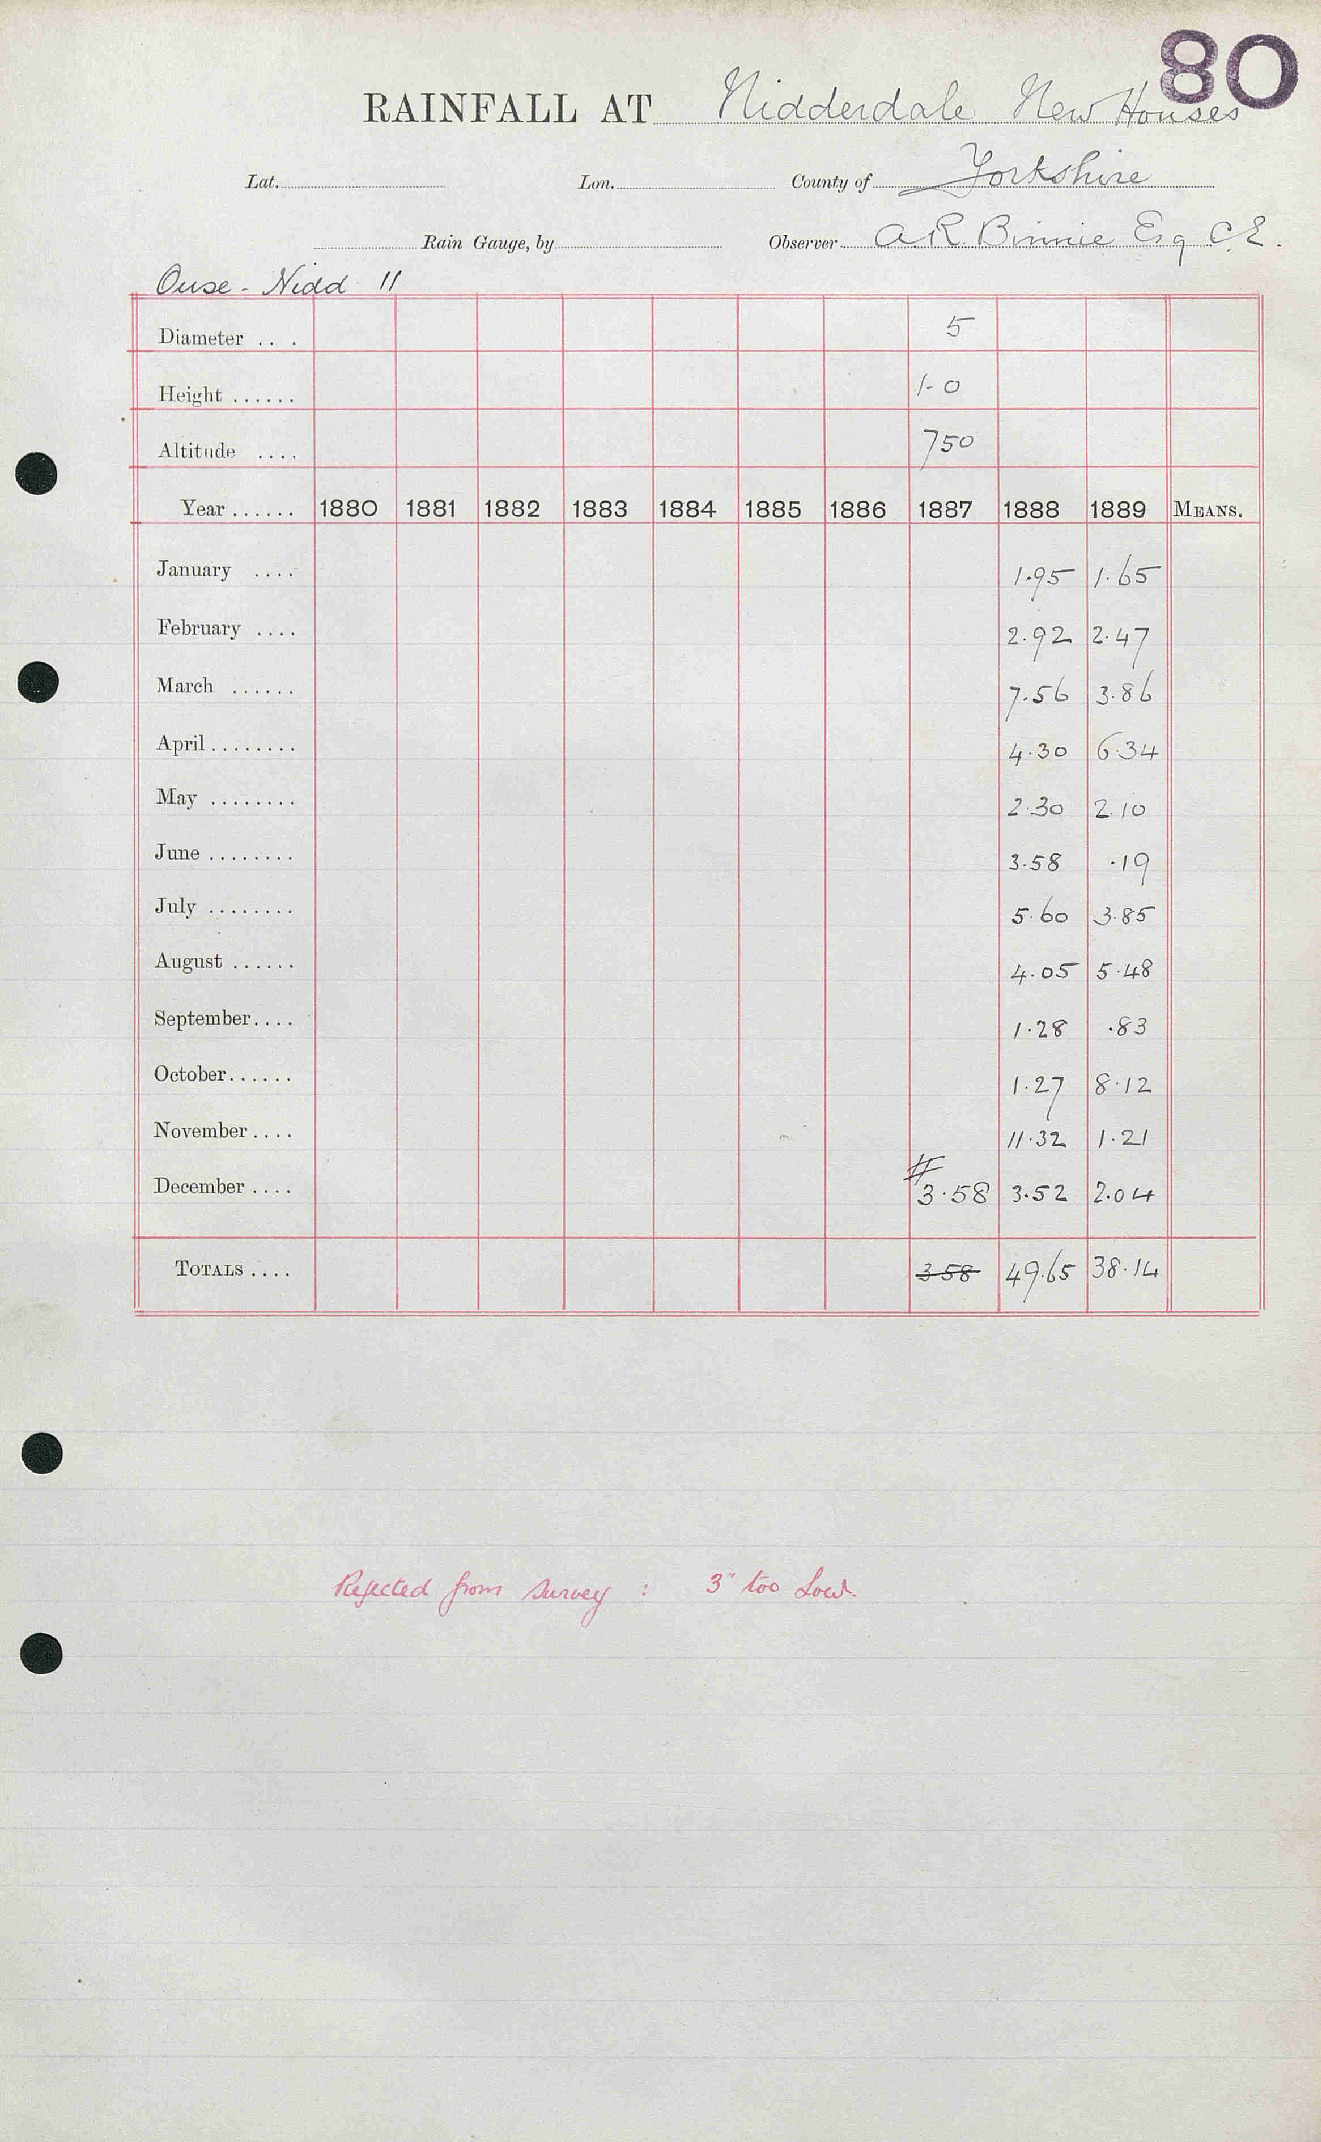 80
RAINFALL AT Nidderdale New Houses
Lat. Lon. County of Yorkshire
Rain Gauge, by Observer A R Binnie Esq C.E.
Ouse - Nidd 11
Diameter .. . 5
Height ...... 1-0
Altitude .... 750
Year ...... 1880 1881 1882 1883 1884 1885 1886 1887 1888 1889 MEANS.
January .... 1.95 1.65
February .... 2.92 2.47
March ...... 7.56 3.86
April ........ 4.30 6.34
May ........ 2.30 2.10
June ........ 3.58 .19
July ........ 5.60 3.85
August ...... 4.05 5.48
September .... 1.28 .83
October ...... 1.27 8.12
November .... 11.32 1.21
#
December .... 3.58 3.52 2.04
TOTALS .... 3.58 49.65 38.14
Rejected from survey : 3" too low.